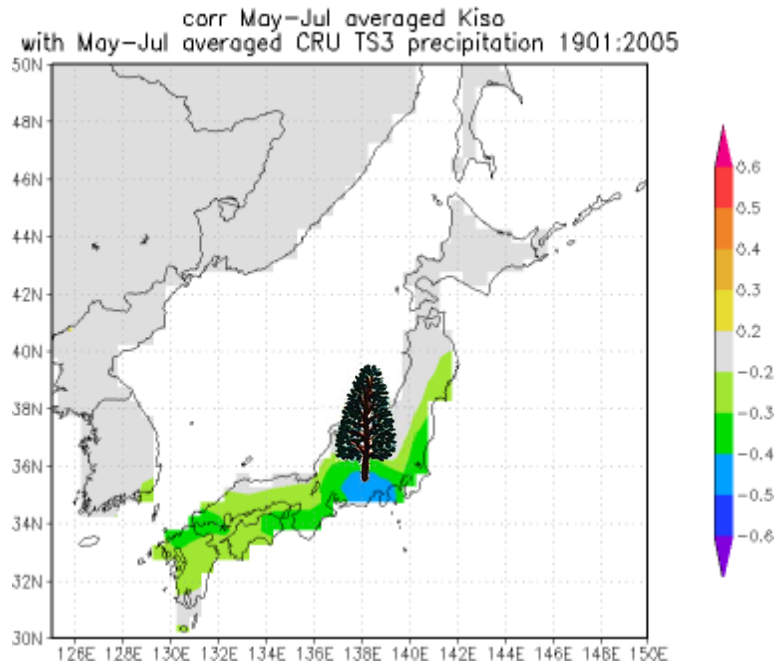 corr May-Jul averaged Kiso
with May-Jul averaged CRU TS3 precipitation 1901:2005
50N
48N
46N
44N
42N
40N
38N
36N
34N
32N
30N
126E 128E 130E 132E 134E 136E 138E 140E 142E 144E 146E 148E 150E
0.6
0.5
0.4
0.3
0.2
-0.2
-0.3
-0.4
-0.5
-0.6